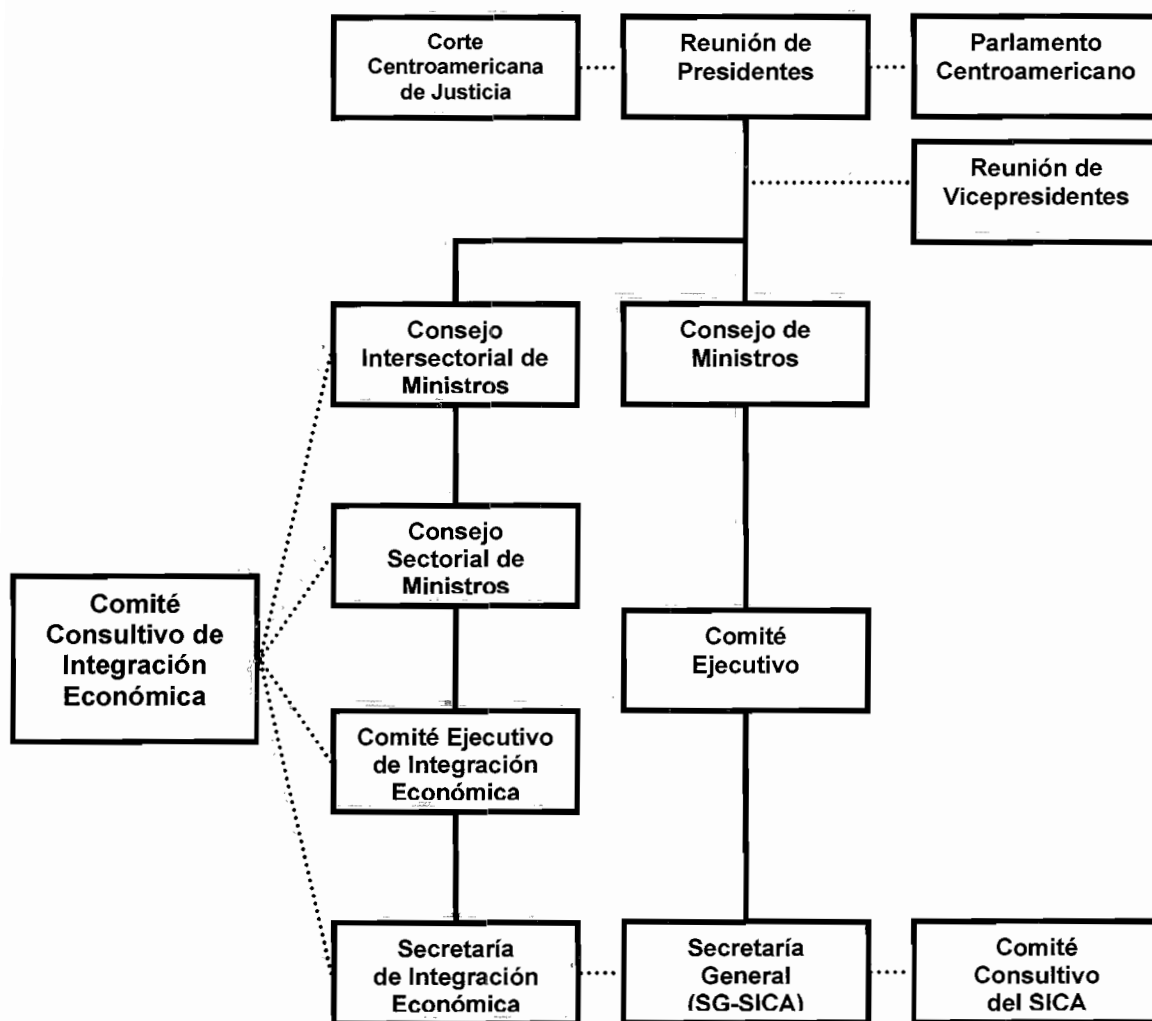 Corte
Centroamericana
de Justicia
Reunión de
Presidentes
Parlamento
Centroamericano
Reunión de
Vicepresidentes
Consejo
Intersectorial de
Ministros
Consejo de
Ministros
Consejo
Sectorial de
Ministros
Comité
Consultivo de
Integración
Económica
Comité
Ejecutivo
Comité Ejecutivo
de Integración
Económica
Secretaría
de Integración
Económica
Secretaría
General
(SG-SICA)
Comité
Consultivo
del SICA